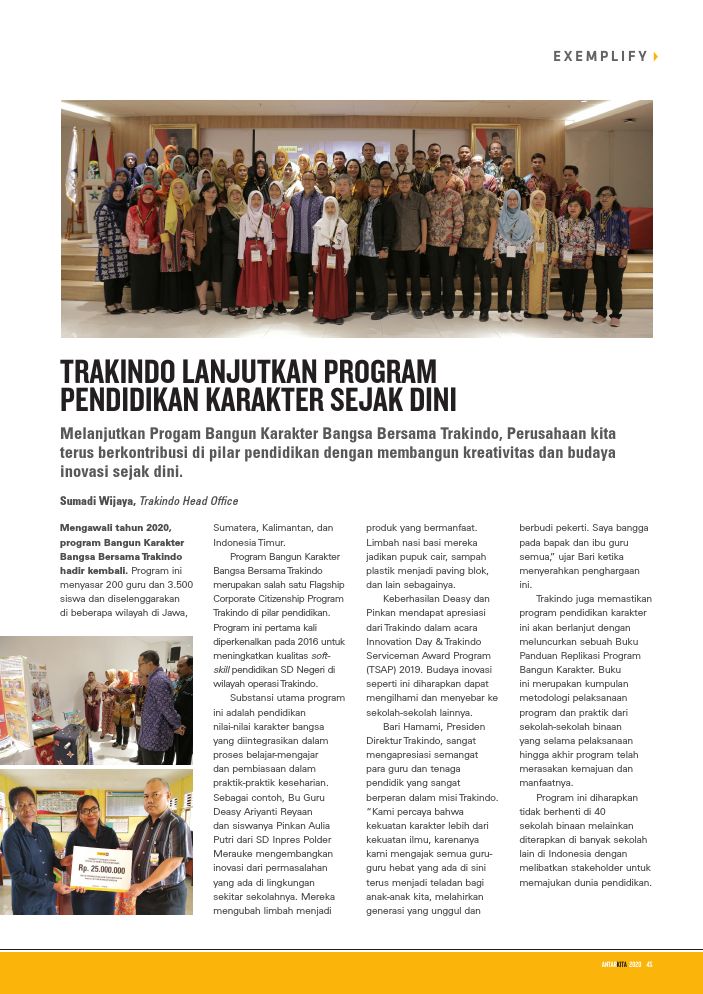 EXEMPLIFY
TRAKINDO LANJUTKAN PROGRAM
PENDIDIKAN KARAKTER SEJAK DINI
Melanjutkan Progam Bangun Karakter Bangsa Bersama Trakindo, Perusahaan kita
terus berkontribusi di pilar pendidikan dengan membangun kreativitas dan budaya
inovasi sejak dini.
Sumadi Wijaya, Trakindo Head Office
Mengawali tahun 2020,
program Bangun Karakter
Bangsa Bersama Trakindo
hadir kembali. Program ini
menyasar 200 guru dan 3.500
siswa dan diselenggarakan
di beberapa wilayah di Jawa,
Sumatera, Kalimantan, dan
Indonesia Timur.
Program Bangun Karakter
Bangsa Bersama Trakindo
merupakan salah satu Flagship
Corporate Citizenship Program
Trakindo di pilar pendidikan.
Program ini pertama kali
diperkenalkan pada 2016 untuk
meningkatkan kualitas soft-
skill pendidikan SD Negeri di
wilayah operasi Trakindo.
Substansi utama program
ini adalah pendidikan
nilai-nilai karakter bangsa
yang diintegrasikan dalam
proses belajar-mengajar
dan pembiasaan dalam
praktik-praktik keseharian.
Sebagai contoh, Bu Guru
Deasy Ariyanti Reyaan
dan siswanya Pinkan Aulia
Putri dari SD Inpres Polder
Merauke mengembangkan
inovasi dari permasalahan
yang ada di lingkungan
sekitar sekolahnya. Mereka
mengubah limbah menjadi
produk yang bermanfaat.
Limbah nasi basi mereka
jadikan pupuk cair, sampah
plastik menjadi paving blok,
dan lain sebagainya.
Keberhasilan Deasy dan
Pinkan mendapat apresiasi
dari Trakindo dalam acara
Innovation Day & Trakindo
Serviceman Award Program
(TSAP) 2019. Budaya inovasi
seperti ini diharapkan dapat
mengilhami dan menyebar ke
sekolah-sekolah lainnya.
Bari Hamami, Presiden
Direktur Trakindo, sangat
mengapresiasi semangat
para guru dan tenaga
pendidik yang sangat
berperan dalam misi Trakindo.
“Kami percaya bahwa
kekuatan karakter lebih dari
kekuatan ilmu, karenanya
kami mengajak semua guru-
guru hebat yang ada di sini
terus menjadi teladan bagi
anak-anak kita, melahirkan
generasi yang unggul dan
berbudi pekerti. Saya bangga
pada bapak dan ibu guru
semua,” ujar Bari ketika
menyerahkan penghargaan
ini.
Trakindo juga memastikan
program pendidikan karakter
ini akan berlanjut dengan
meluncurkan sebuah Buku
Panduan Replikasi Program
Bangun Karakter. Buku
ini merupakan kumpulan
metodologi pelaksanaan
program dan praktik dari
sekolah-sekolah binaan
yang selama pelaksanaan
hingga akhir program telah
merasakan kemajuan dan
manfaatnya.
Program ini diharapkan
tidak berhenti di 40
sekolah binaan melainkan
diterapkan di banyak sekolah
lain di Indonesia dengan
melibatkan stakeholder untuk
memajukan dunia pendidikan.
Rp. 25.000.000
ANTARKITA 2020 45